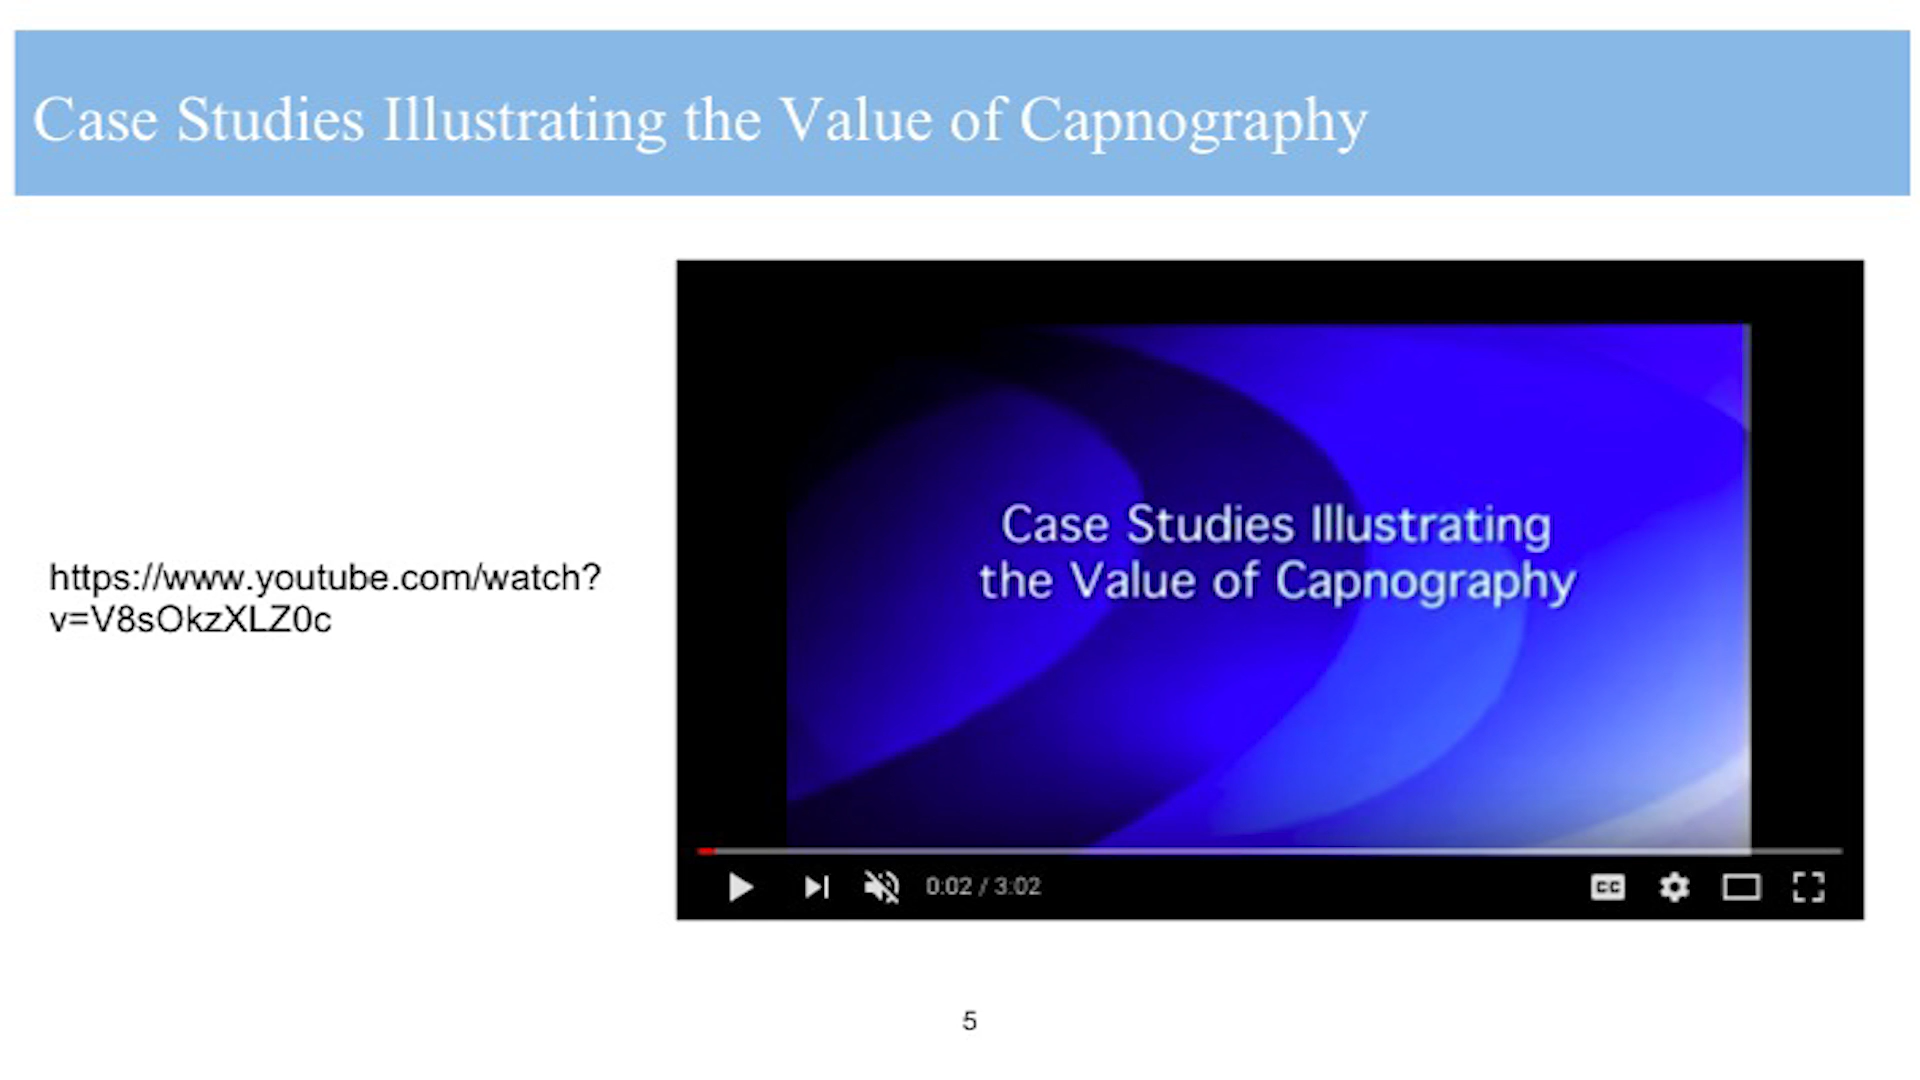 Case Studies Illustrating the Value of Capnography
https://www.youtube.com/watch?
v=V8sOkzXLZ0c
Case Studies Illustrating
the Value of Capnography
0:02 / 3:02
CC
5